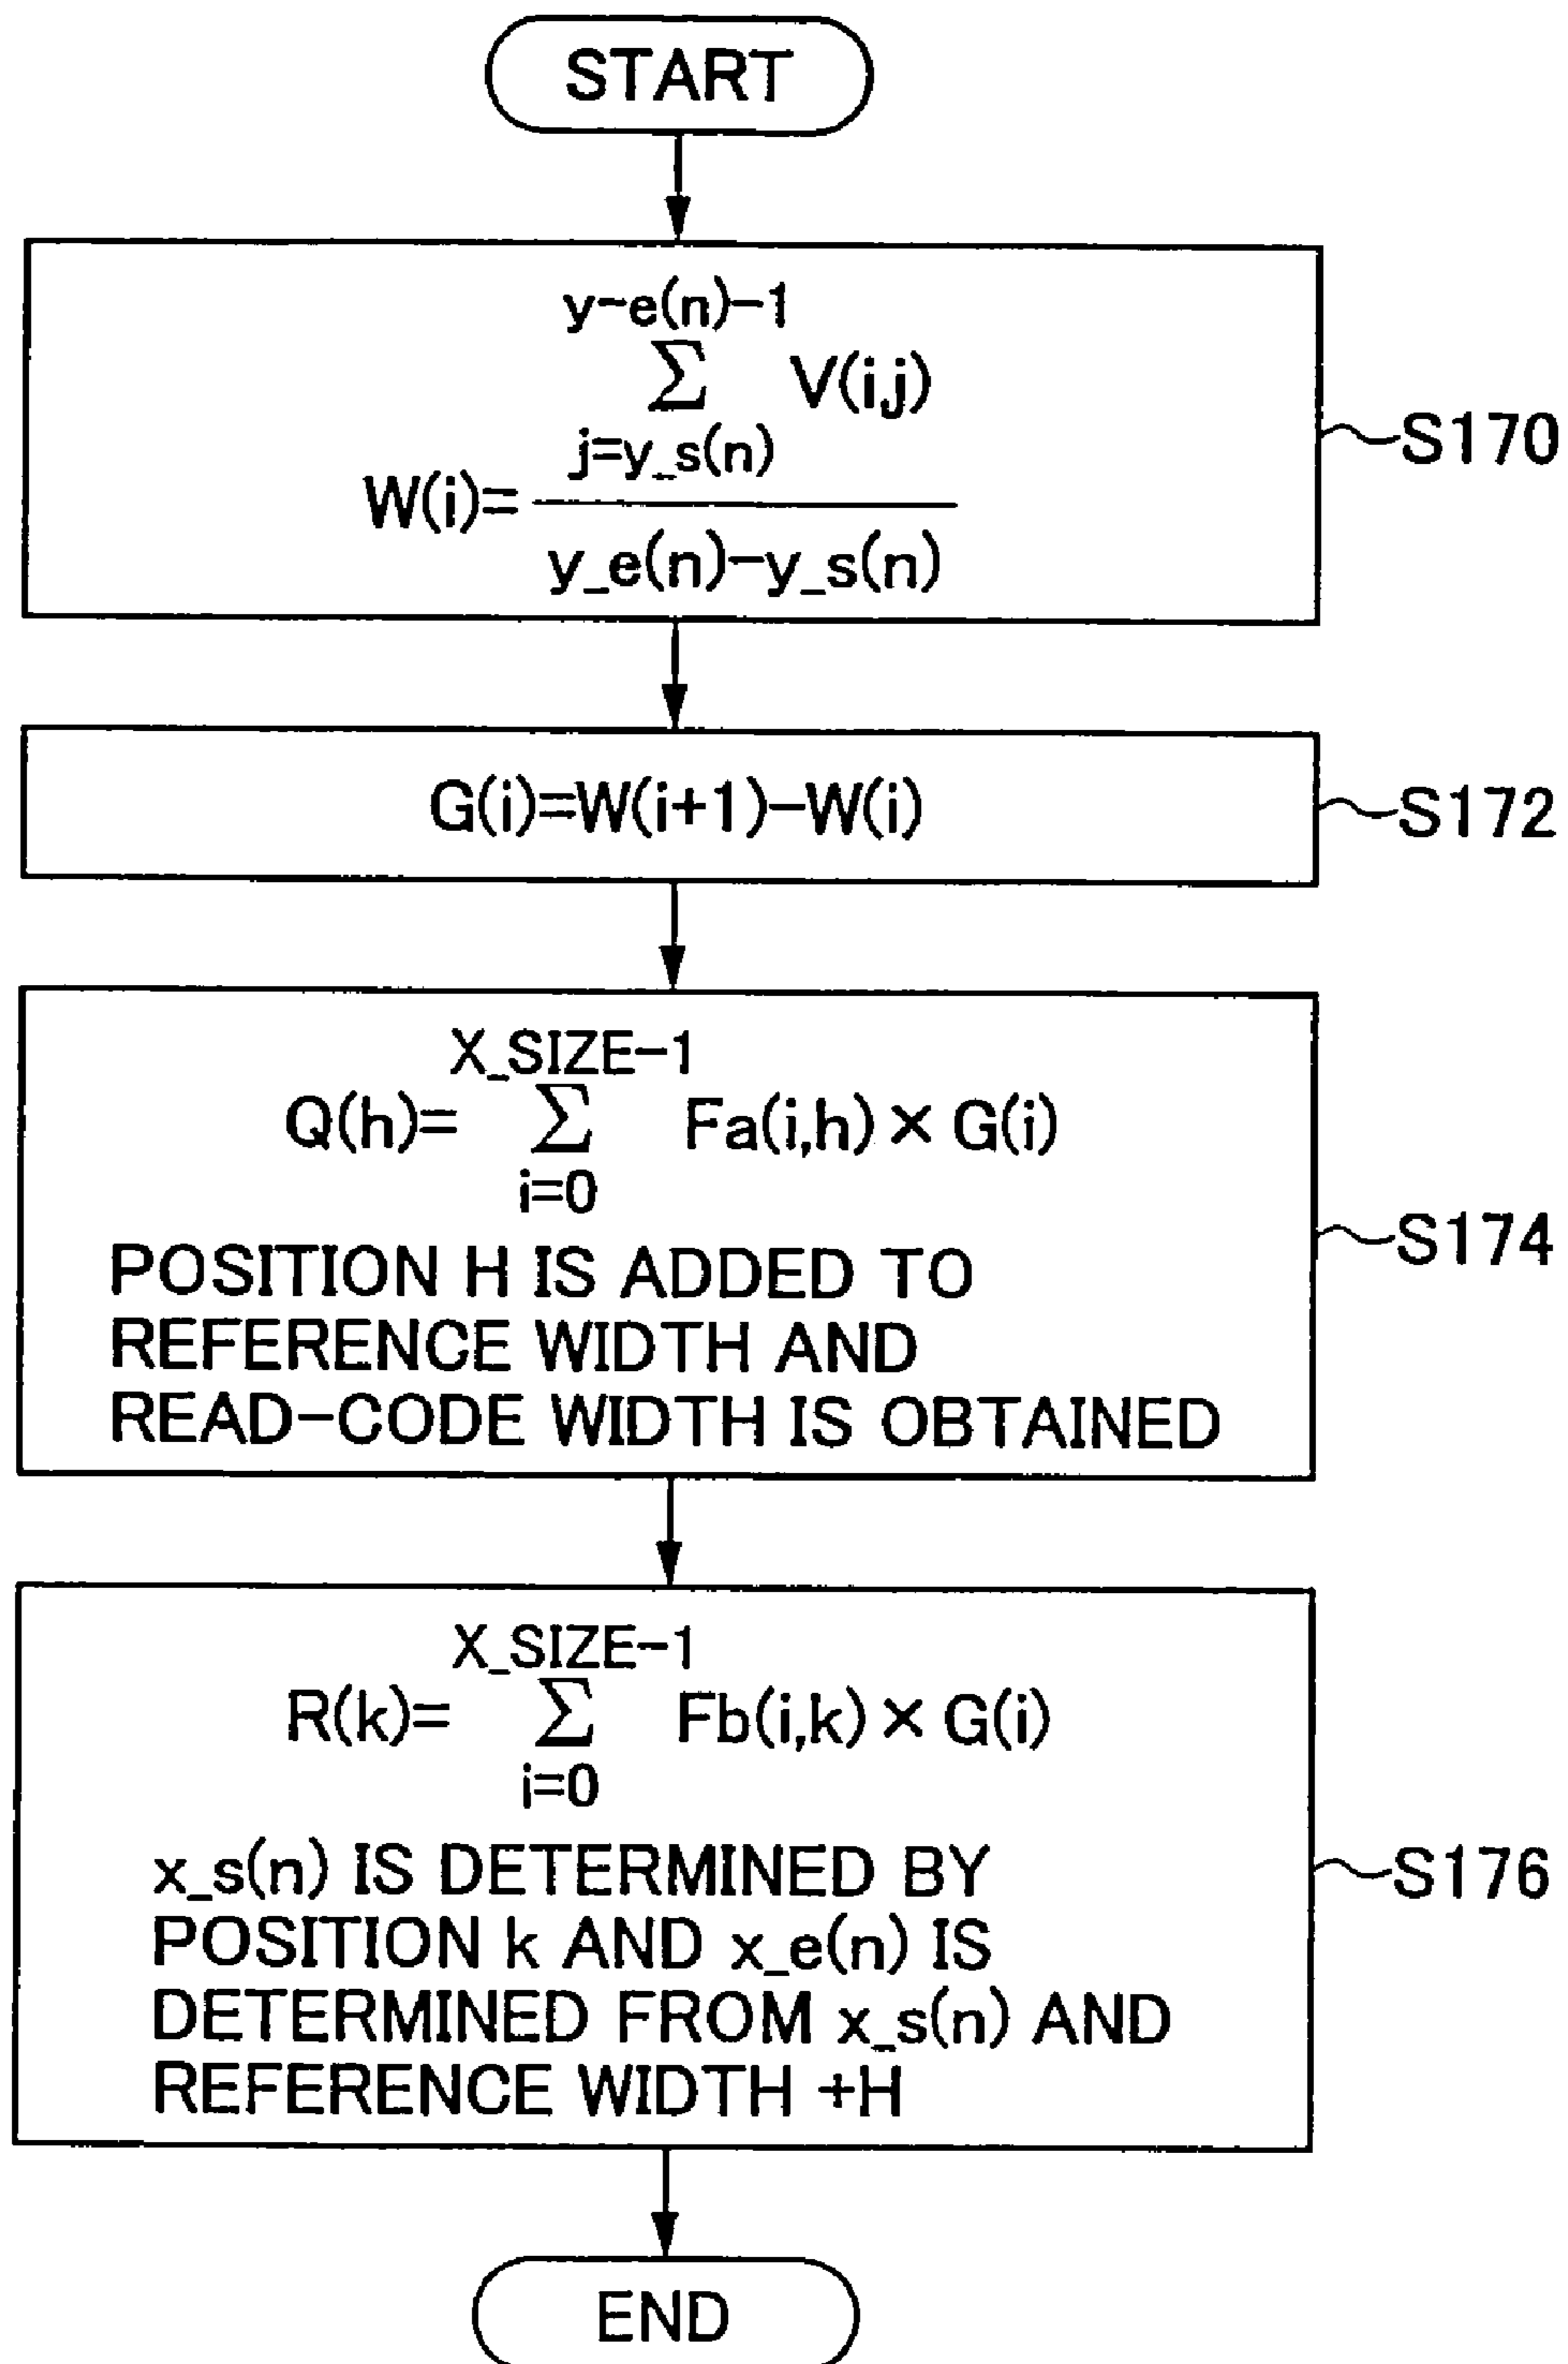 START
y-e(n)-1
Σ V(i,j)
j=y_s(n)
W(i)=
y_e(n)-y_s(n)
S170
G(i)=W(i+1)-W(i)
S172
X_SIZE-1
Q(h)= Σ Fa(i,h) × G(i)
i=0
POSITION H IS ADDED TO
REFERENCE WIDTH AND
READ-CODE WIDTH IS OBTAINED
S174
X_SIZE-1
R(k)= Σ Fb(i,k) × G(i)
i=0
x_s(n) IS DETERMINED BY
POSITION k AND x_e(n) IS
DETERMINED FROM x_s(n) AND
REFERENCE WIDTH +H
S176
END